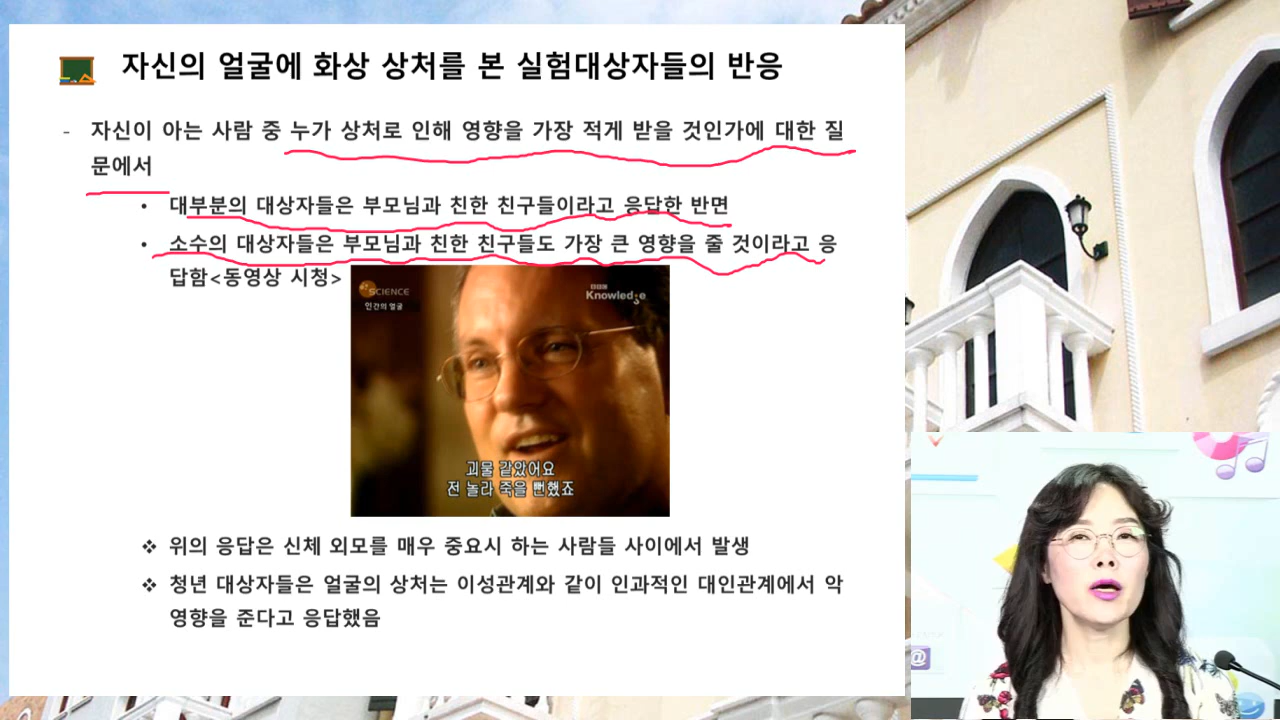 자신의 얼굴에 화상 상처를 본 실험대상자들의 반응
- 자신이 아는 사람 중 누가 상처로 인해 영향을 가장 적게 받을 것인가에 대한 질
문에서
• 대부분의 대상자들은 부모님과 친한 친구들이라고 응답한 반면
• 소수의 대상자들은 부모님과 친한 친구들도 가장 큰 영향을 줄 것이라고 응
답함<동영상 시청>
SCIENCE
인간의 얼굴
BBC
Knowledge
괴물 같았어요
전 놀라 죽을 뻔했죠
❖ 위의 응답은 신체 외모를 매우 중요시 하는 사람들 사이에서 발생
❖ 청년 대상자들은 얼굴의 상처는 이성관계와 같이 인과적인 대인관계에서 악
영향을 준다고 응답했음
@